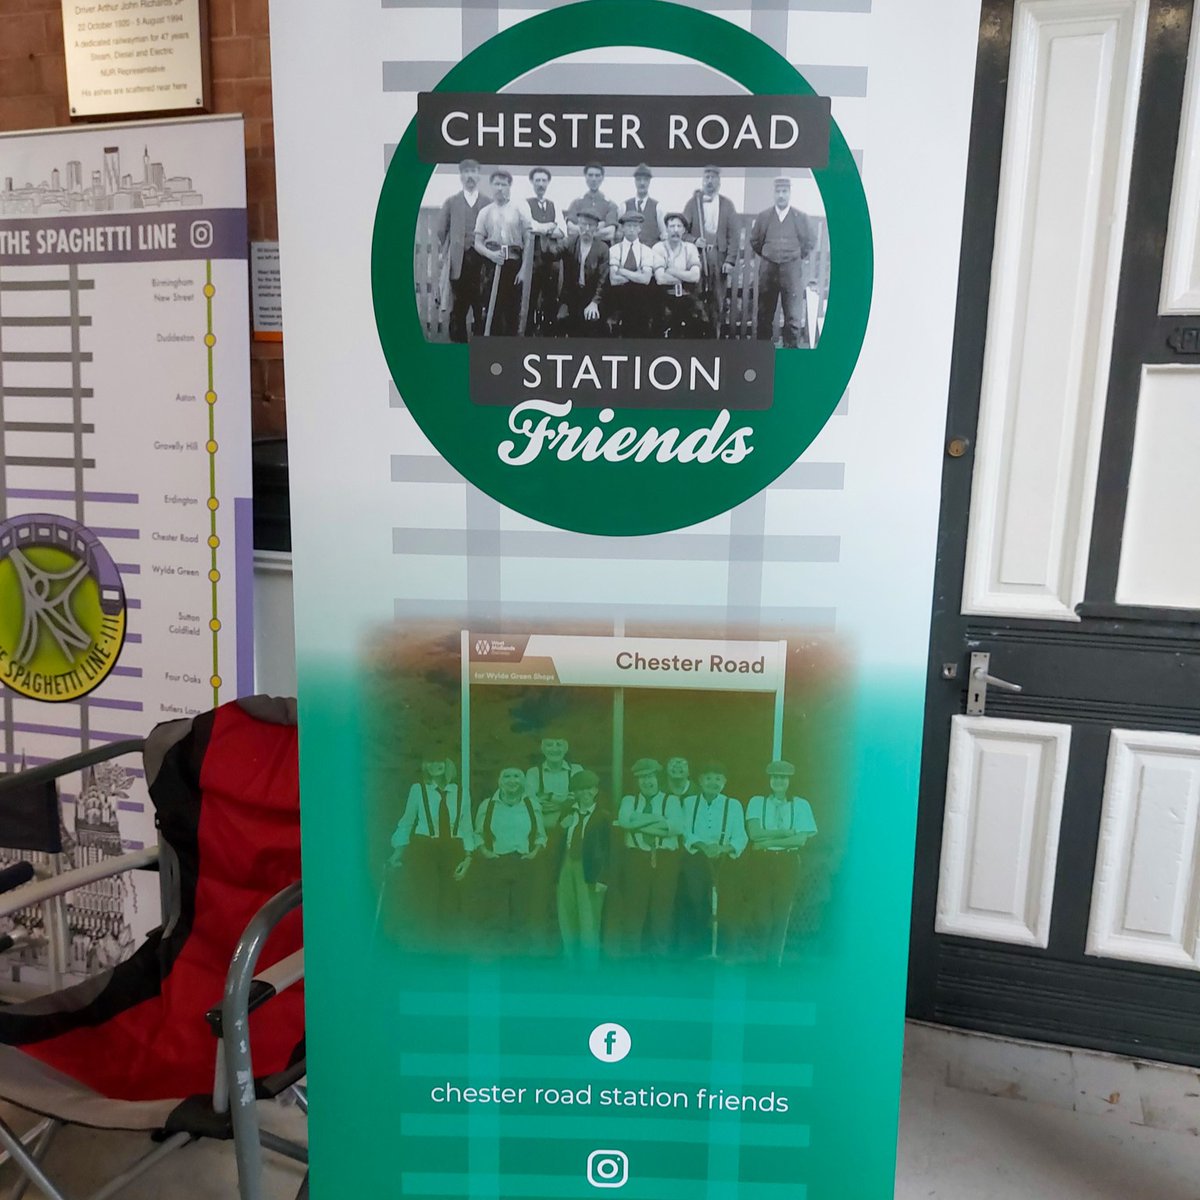 Driver Arthur John Richards
22 October 1920 - 5 August 1994
A dedicated railwayman for 47 years
Steam, Diesel and Electric
NUR Representative
His ashes are scattered near here
THE SPAGHETTI LINE
Birmingham
New Street
Duddeston
Aston
Gravelly Hill
Erdington
Chester Road
Wylde Green
Sutton
Coldfield
Four Oaks
Butlers Lane
SPAGHETTI LINE
CHESTER ROAD
STATION
Friends
West
Midlands
Railway
Chester Road
for Wylde Green Shops
chester road station friends